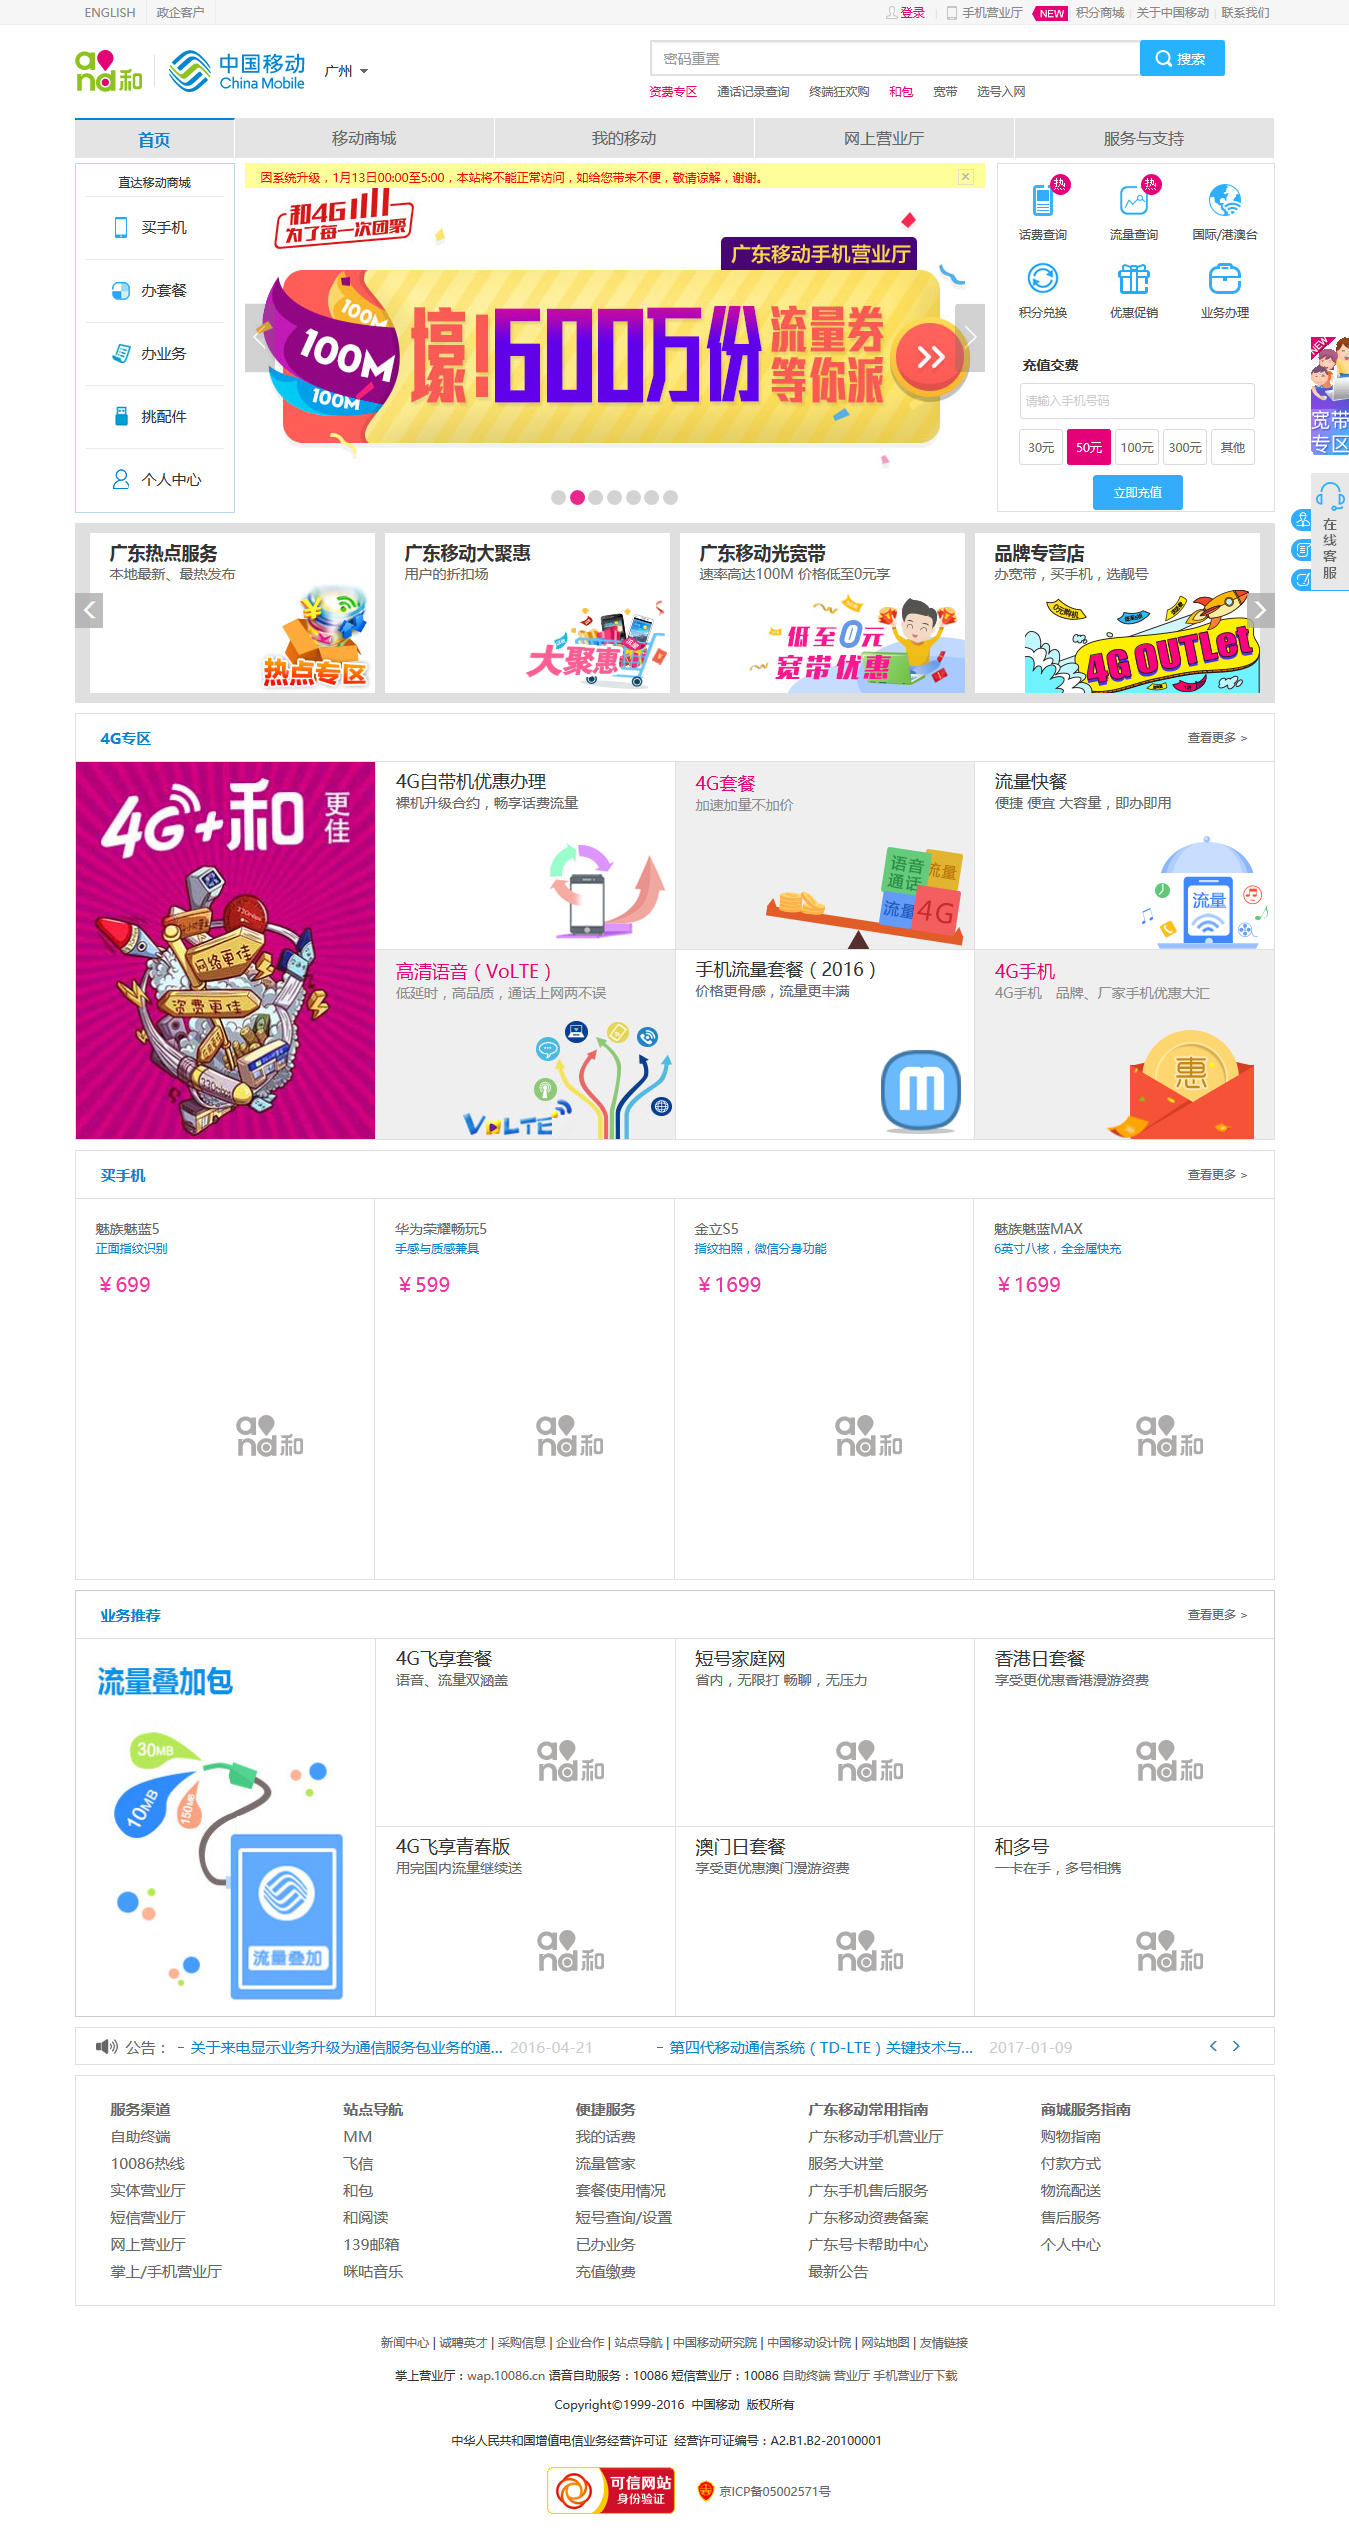 ENGLISH 政企客户 登录 手机营业厅 NEW 积分商城 关于中国移动 联系我们
and和 中国移动 China Mobile 广州 密码重置 搜索
资费专区 通话记录查询 终端狂欢购 和包 宽带 选号入网
首页 移动商城 我的移动 网上营业厅 服务与支持
直达移动商城
买手机
办套餐
办业务
挑配件
个人中心
因系统升级，1月13日00:00至5:00，本站将不能正常访问，如给您带来不便，敬请谅解，谢谢。
和4G
为了每一次团聚
广东移动手机营业厅
100M
100M
100M
壕!600万份
流量券
等你派
热 热
话费查询 流量查询 国际/港澳台
积分兑换 优惠促销 业务办理
充值交费
请输入手机号码
30元 50元 100元 300元 其他
立即充值
NEW
宽带
专区
在线客服
广东热点服务
本地最新、最热发布
热点专区
广东移动大聚惠
用户的折扣场
大聚惠
广东移动光宽带
速率高达100M 价格低至0元享
低至0元
宽带优惠
品牌专营店
办宽带，买手机，选靓号
0元购机
4G OUTLet
4G专区 查看更多 >
4G+和 更佳
网络更佳
资费更佳
4G自带机优惠办理
裸机升级合约，畅享话费流量
4G套餐
加速加量不加价
语音
通话
流量
流量 4G
流量快餐
便捷 便宜 大容量，即办即用
流量
高清语音（VoLTE）
低延时，高品质，通话上网两不误
VoLTE
手机流量套餐（2016）
价格更骨感，流量更丰满
m
4G手机
4G手机 品牌、厂家手机优惠大汇
惠
买手机 查看更多 >
魅族魅蓝5
正面指纹识别
￥699
and和
华为荣耀畅玩5
手感与质感兼具
￥599
and和
金立S5
指纹拍照，微信分身功能
￥1699
and和
魅族魅蓝MAX
6英寸八核，全金属快充
￥1699
and和
业务推荐 查看更多 >
流量叠加包
30MB
10MB
150MB
流量叠加
4G飞享套餐
语音、流量双涵盖
and和
短号家庭网
省内，无限打 畅聊，无压力
and和
香港日套餐
享受更优惠香港漫游资费
and和
4G飞享青春版
用完国内流量继续送
and和
澳门日套餐
享受更优惠澳门漫游资费
and和
和多号
一卡在手，多号相携
and和
公告： - 关于来电显示业务升级为通信服务包业务的通... 2016-04-21 - 第四代移动通信系统（TD-LTE）关键技术与... 2017-01-09
服务渠道 站点导航 便捷服务 广东移动常用指南 商城服务指南
自助终端 MM 我的话费 广东移动手机营业厅 购物指南
10086热线 飞信 流量管家 服务大讲堂 付款方式
实体营业厅 和包 套餐使用情况 广东手机售后服务 物流配送
短信营业厅 和阅读 短号查询/设置 广东移动资费备案 售后服务
网上营业厅 139邮箱 已办业务 广东号卡帮助中心 个人中心
掌上/手机营业厅 咪咕音乐 充值缴费 最新公告
新闻中心 | 诚聘英才 | 采购信息 | 企业合作 | 站点导航 | 中国移动研究院 | 中国移动设计院 | 网站地图 | 友情链接
掌上营业厅：wap.10086.cn 语音自助服务：10086 短信营业厅：10086 自助终端 营业厅 手机营业厅下载
Copyright©1999-2016 中国移动 版权所有
中华人民共和国增值电信业务经营许可证 经营许可证编号：A2.B1.B2-20100001
可信网站
身份验证
京ICP备05002571号